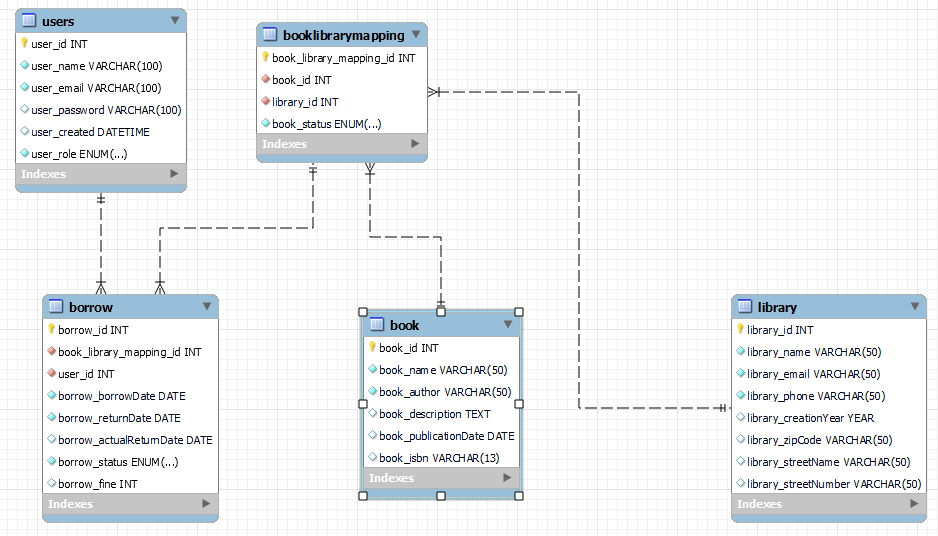 users
user_id INT
user_name VARCHAR(100)
user_email VARCHAR(100)
user_password VARCHAR(100)
user_created DATETIME
user_role ENUM(...)
Indexes
booklibrarymapping
book_library_mapping_id INT
book_id INT
library_id INT
book_status ENUM(...)
Indexes
borrow
borrow_id INT
book_library_mapping_id INT
user_id INT
borrow_borrowDate DATE
borrow_returnDate DATE
borrow_actualReturnDate DATE
borrow_status ENUM(...)
borrow_fine INT
Indexes
book
book_id INT
book_name VARCHAR(50)
book_author VARCHAR(50)
book_description TEXT
book_publicationDate DATE
book_isbn VARCHAR(13)
Indexes
library
library_id INT
library_name VARCHAR(50)
library_email VARCHAR(50)
library_phone VARCHAR(50)
library_creationYear YEAR
library_zipCode VARCHAR(50)
library_streetName VARCHAR(50)
library_streetNumber VARCHAR(50)
Indexes